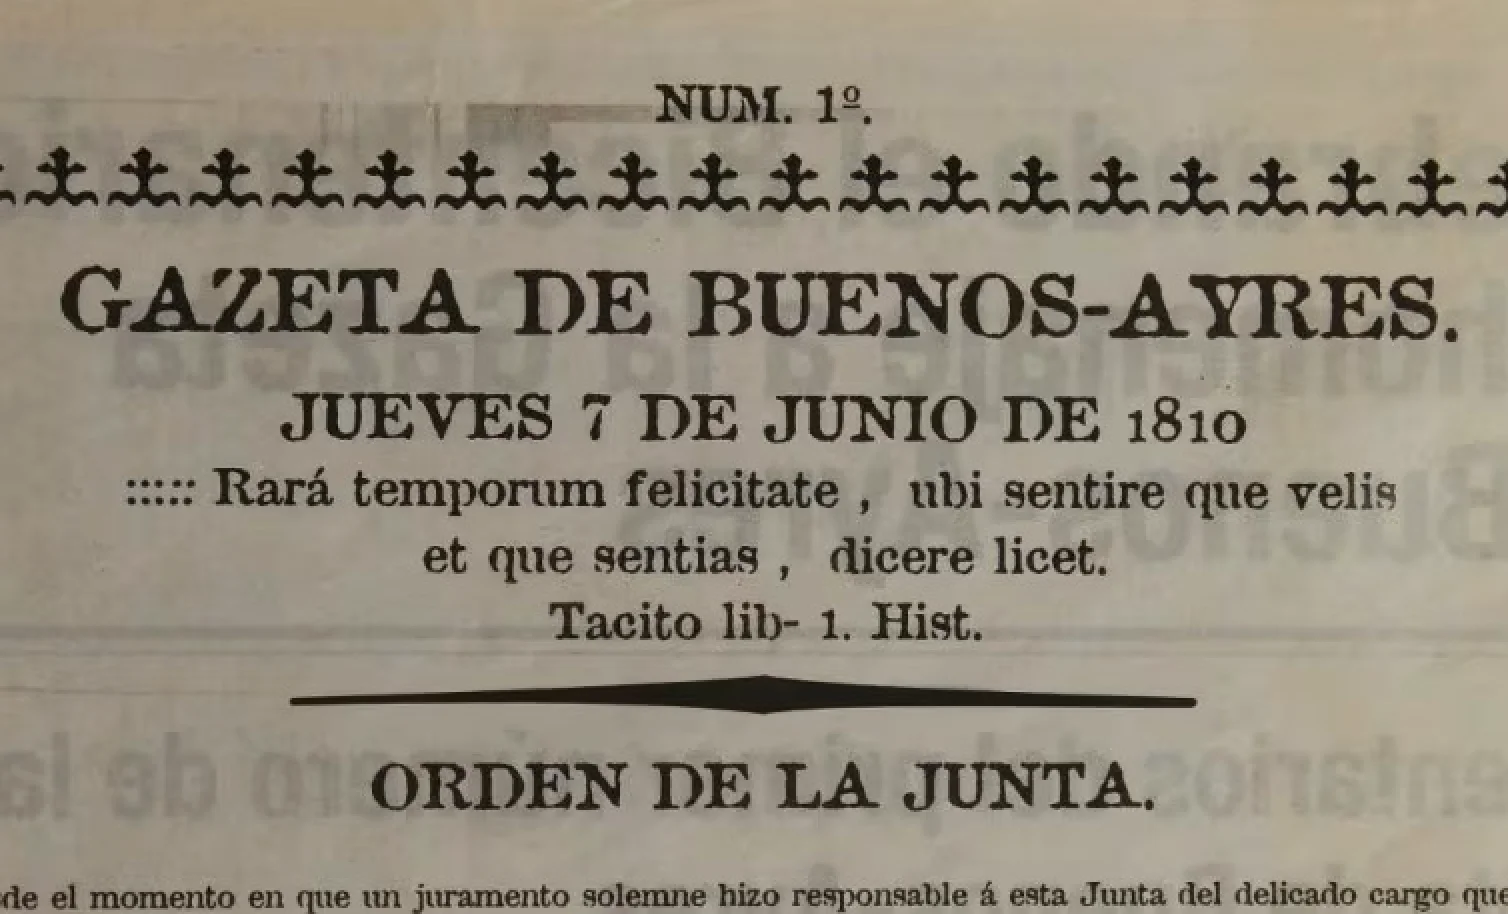 NUM. 1º.
GAZETA DE BUENOS-AYRES.
JUEVES 7 DE JUNIO DE 1810
::::: Rará temporum felicitate , ubi sentire que velis
et que sentias , dicere licet.
Tacito lib- 1. Hist.
ORDEN DE LA JUNTA.
de el momento en que un juramento solemne hizo responsable á esta Junta del delicado cargo que